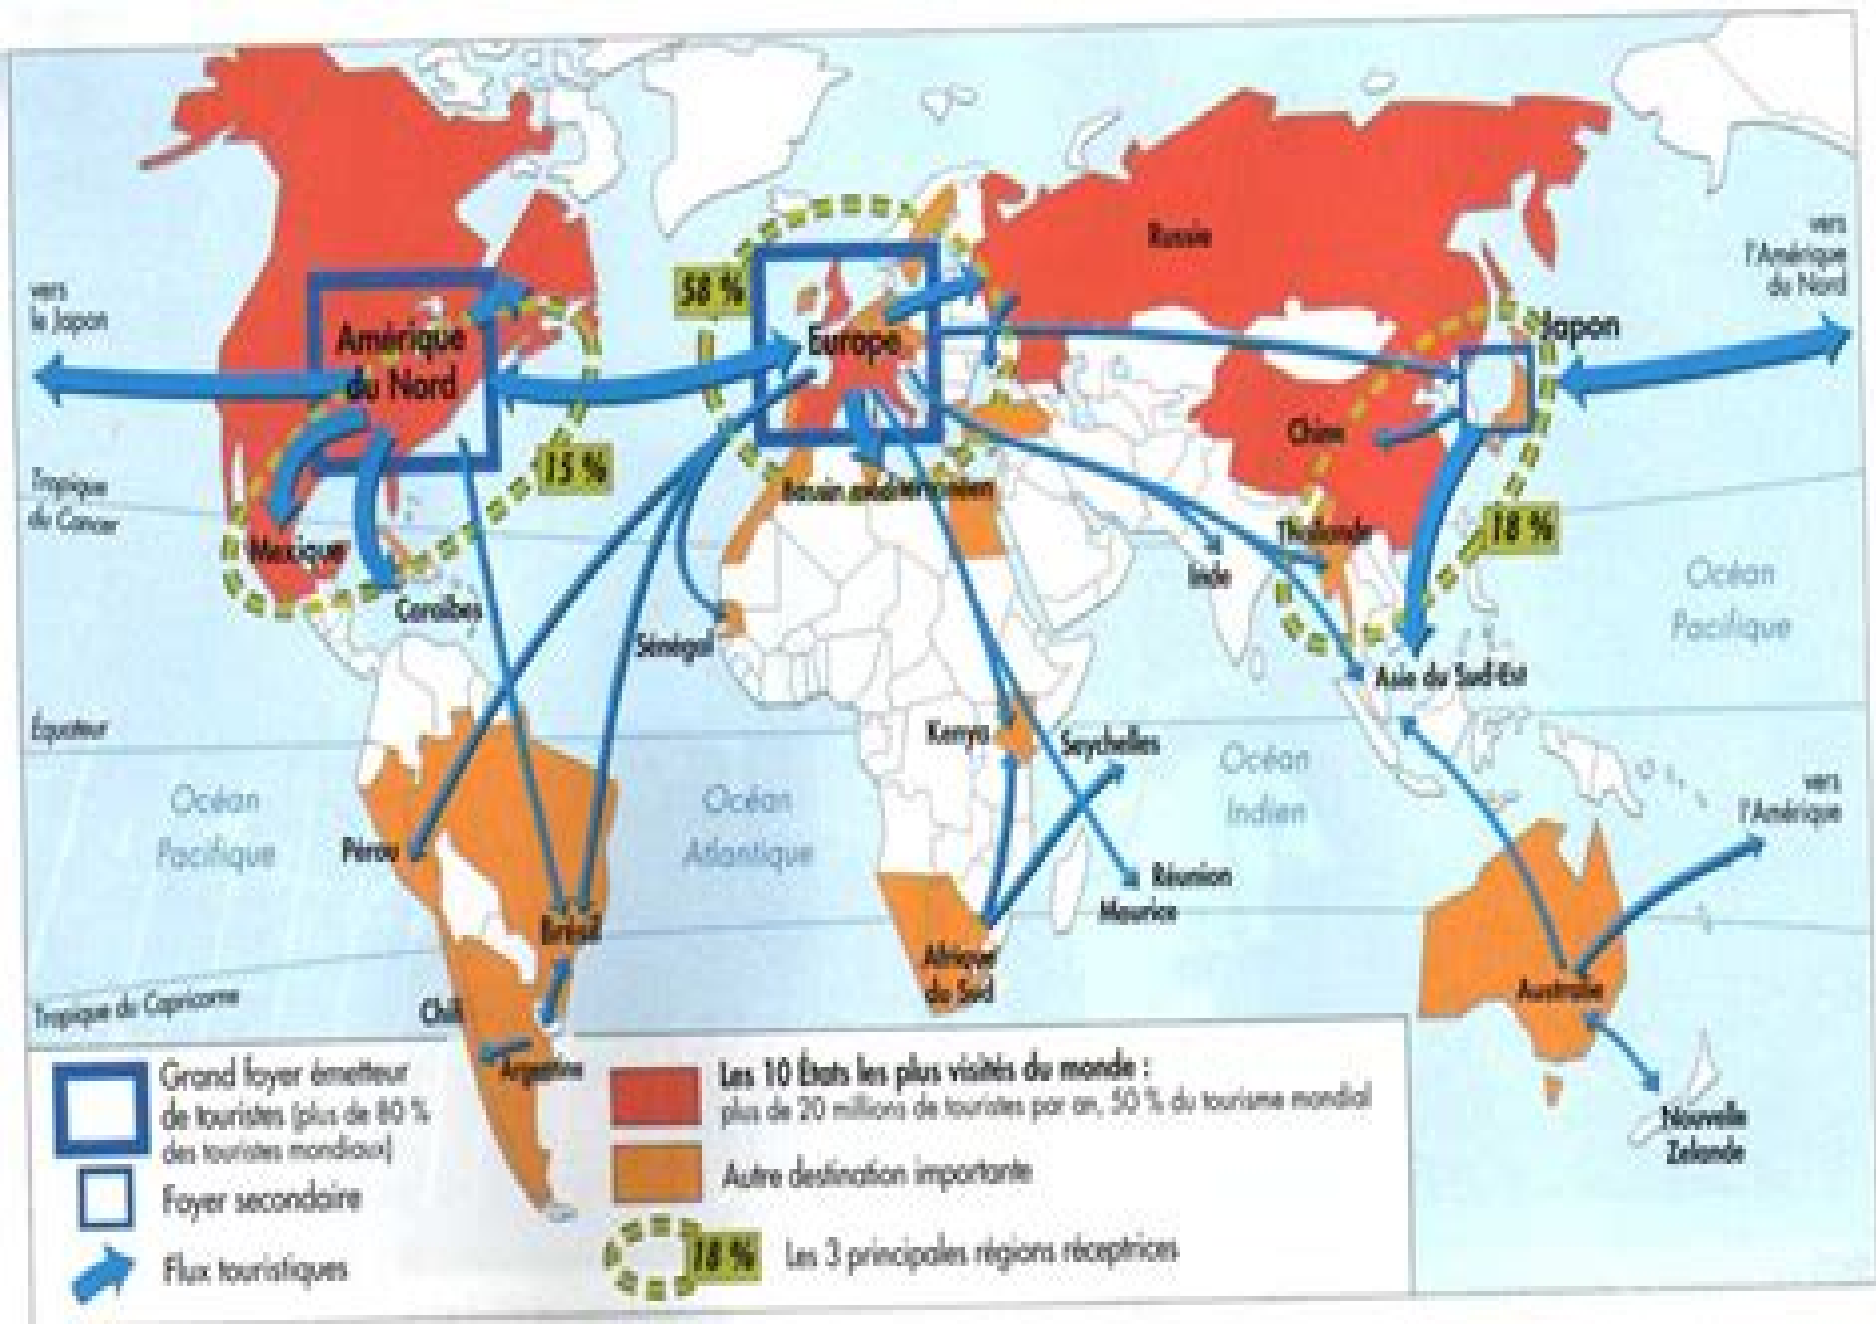 vers
le Japon
Amérique
du Nord
58 %
Europe
Russie
vers
l'Amérique
du Nord
Japon
Chine
15 %
Tropique
du Cancer
Bassin méditerranéen
18 %
Mexique
Thaïlande
Inde
Caraïbes
Sénégal
Océan
Pacifique
Asie du Sud-Est
Équateur
Kenya
Seychelles
Océan
Pacifique
Océan
Atlantique
Océan
Indien
vers
l'Amérique
Pérou
Réunion
Maurice
Brésil
Afrique
du Sud
Australie
Tropique du Capricorne
Chili
Argentine
Nouvelle
Zelande
Grand foyer émetteur
de touristes (plus de 80 %
des touristes mondiaux)
Foyer secondaire
Flux touristiques
Les 10 États les plus visités du monde :
plus de 20 millions de touristes par an, 50 % du tourisme mondial
Autre destination importante
18 %
Les 3 principales régions réceptrices